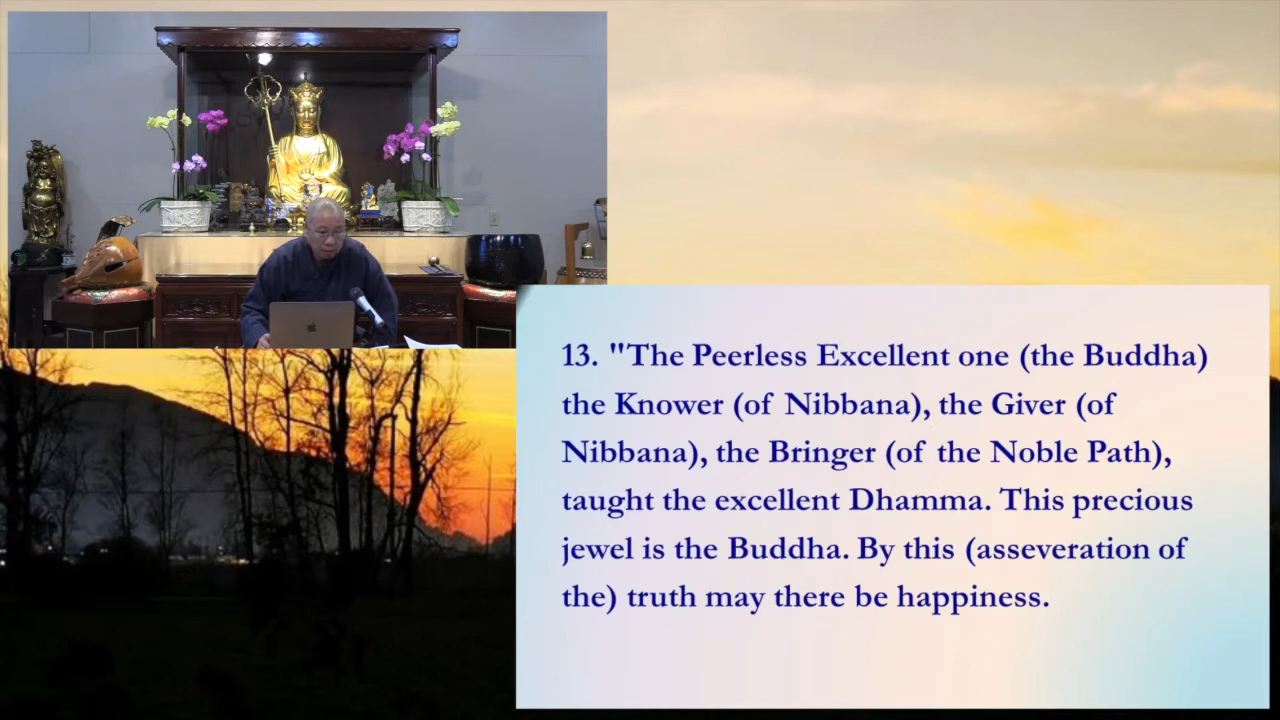 13. "The Peerless Excellent one (the Buddha)
the Knower (of Nibbana), the Giver (of
Nibbana), the Bringer (of the Noble Path),
taught the excellent Dhamma. This precious
jewel is the Buddha. By this (asseveration of
the) truth may there be happiness.